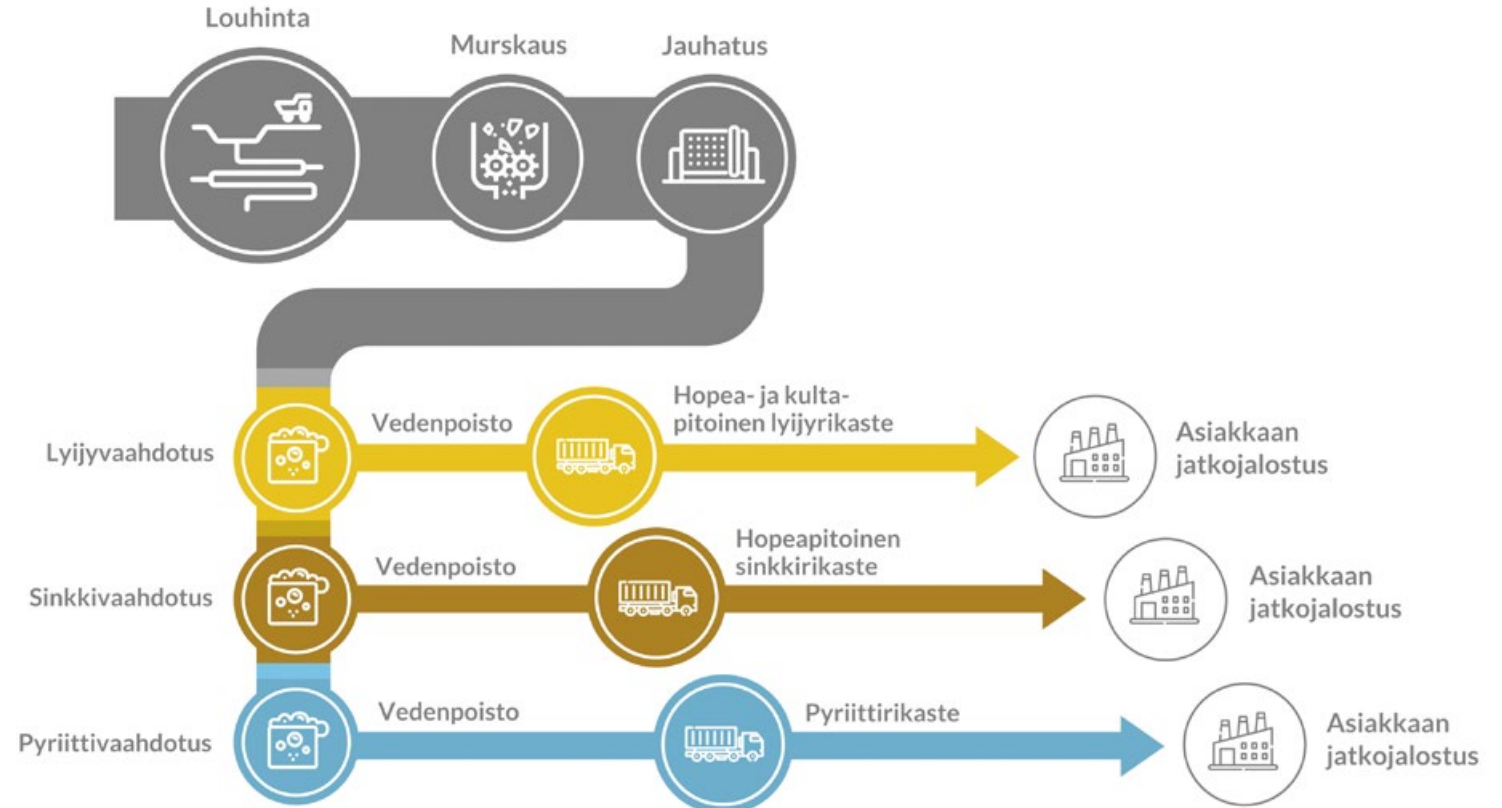 Louhinta
Murskaus
Jauhatus
Lyijyvaahdotus
Vedenpoisto
Hopea- ja kulta-
pitoinen lyijyrikaste
Asiakkaan
jatkojalostus
Sinkkivaahdotus
Vedenpoisto
Hopeapitoinen
sinkkirikaste
Asiakkaan
jatkojalostus
Pyriittivaahdotus
Vedenpoisto
Pyriittirikaste
Asiakkaan
jatkojalostus